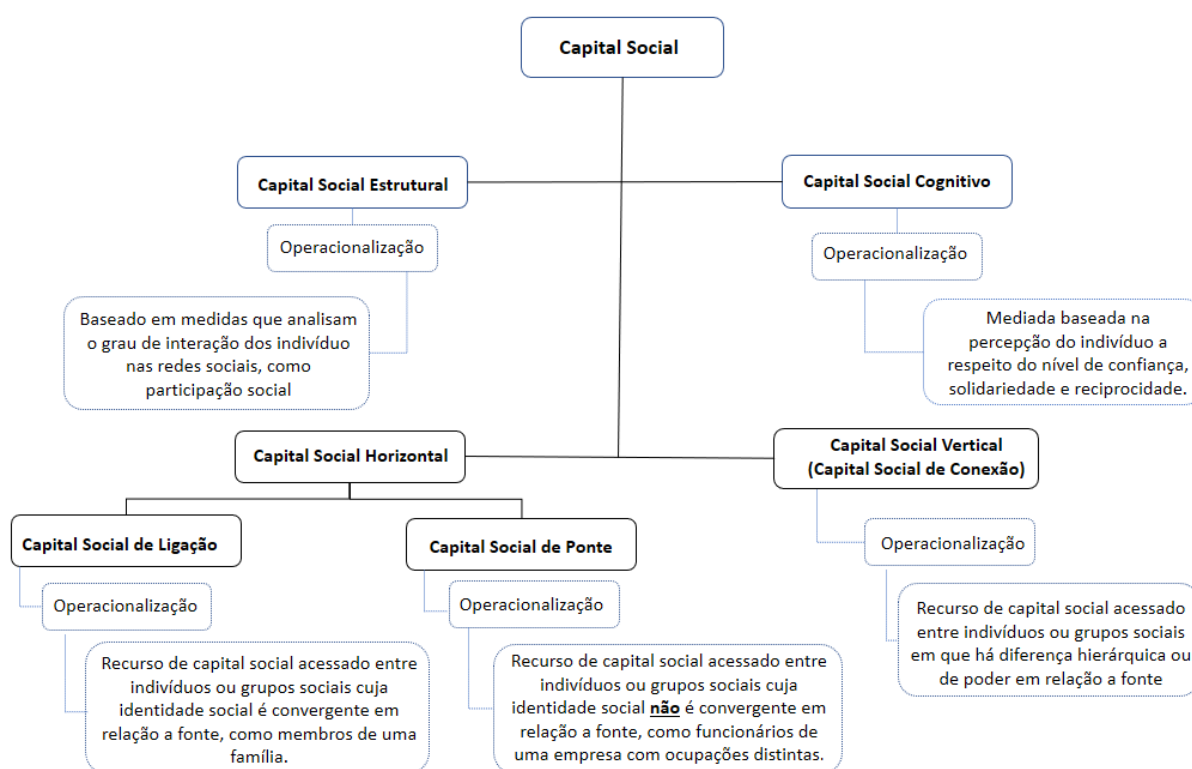 Capital Social
Capital Social Estrutural
Capital Social Cognitivo
Operacionalização
Operacionalização
Baseado em medidas que analisam
o grau de interação dos indivíduo
nas redes sociais, como
participação social
Mediada baseada na
percepção do indivíduo a
respeito do nível de confiança,
solidariedade e reciprocidade.
Capital Social Horizontal
Capital Social Vertical
(Capital Social de Conexão)
Capital Social de Ligação
Capital Social de Ponte
Operacionalização
Operacionalização
Operacionalização
Recurso de capital social acessado entre
indivíduos ou grupos sociais cuja
identidade social é convergente em
relação a fonte, como membros de uma
família.
Recurso de capital social acessado entre
indivíduos ou grupos sociais cuja
identidade social não é convergente em
relação a fonte, como funcionários de
uma empresa com ocupações distintas.
Recurso de capital social acessado
entre indivíduos ou grupos sociais
em que há diferença hierárquica ou
de poder em relação a fonte